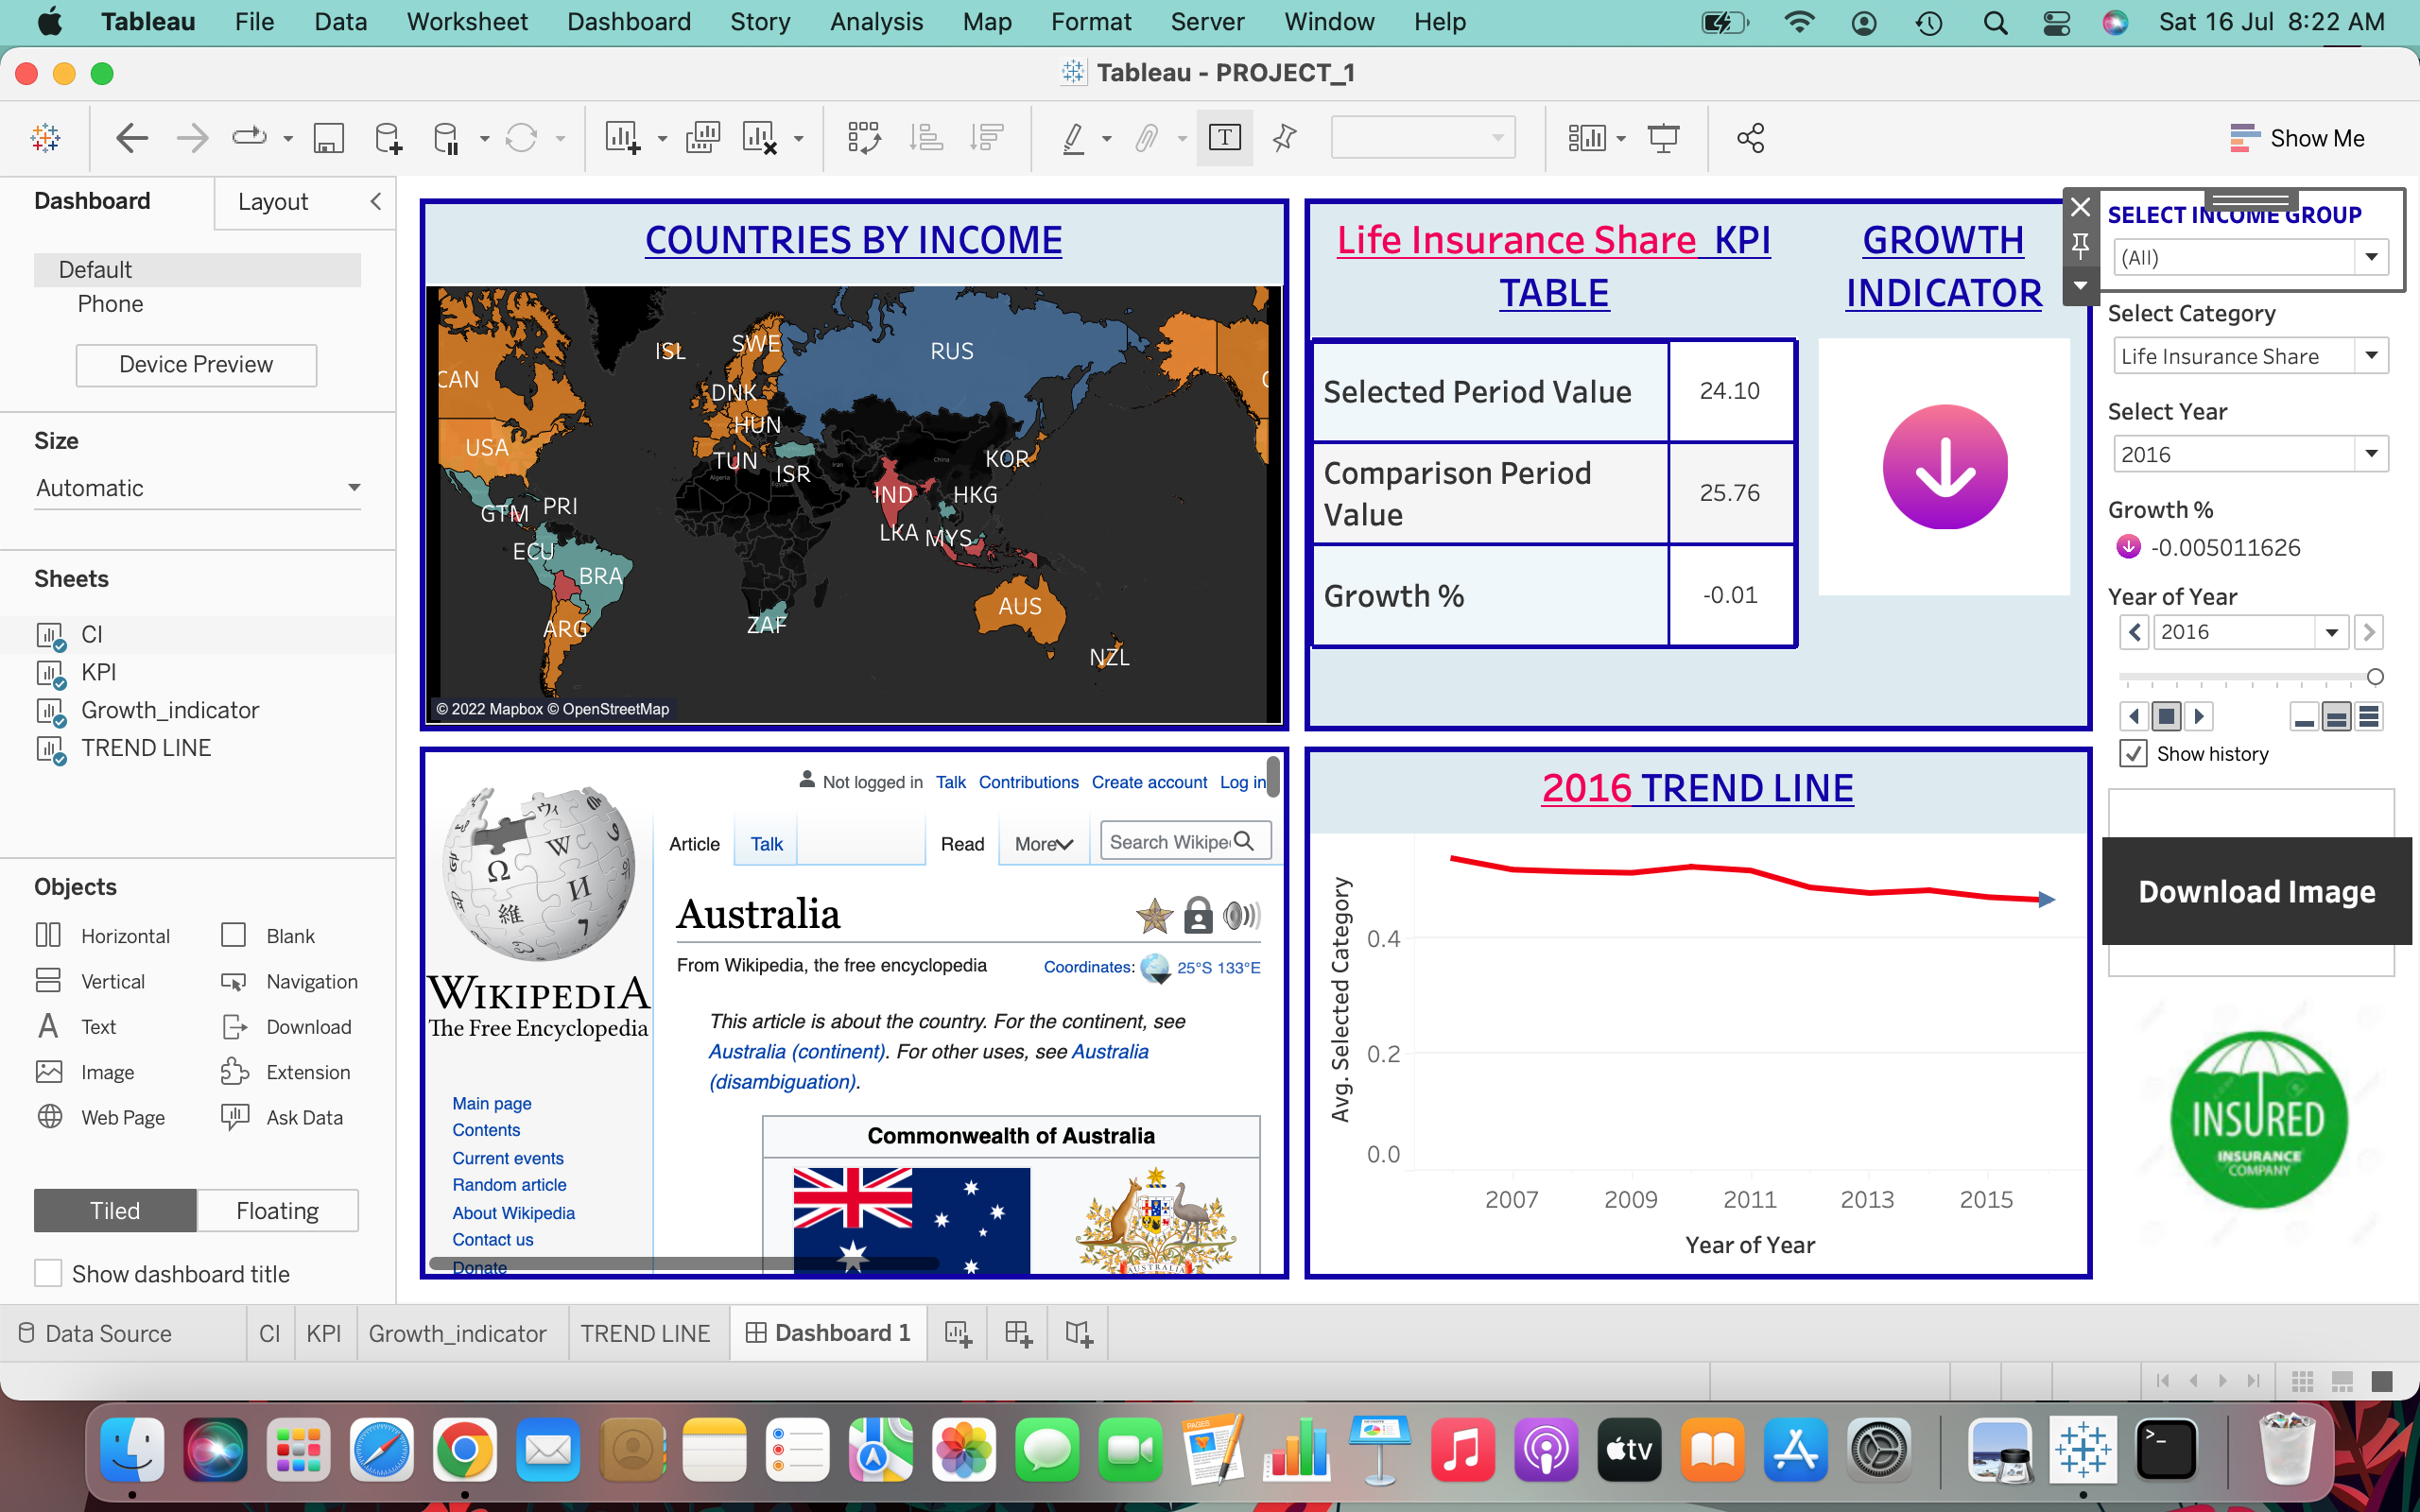 Tableau File Data Worksheet Dashboard Story Analysis Map Format Server Window Help
Sat 16 Jul 8:22 AM
Tableau - PROJECT_1
T
Show Me
Dashboard
Layout
Default
Phone
Device Preview
Size
Automatic
Sheets
CI
KPI
Growth_indicator
TREND LINE
Objects
Horizontal
Blank
Vertical
Navigation
Text
Download
Image
Extension
Web Page
Ask Data
Tiled
Floating
Show dashboard title
COUNTRIES BY INCOME
ISL
SWE
RUS
CAN
DNK
HUN
USA
TUN
ISR
KOR
IND
HKG
GTM
PRI
LKA
MYS
ECU
BRA
AUS
ARG
ZAF
NZL
© 2022 Mapbox © OpenStreetMap
Life Insurance Share KPI
TABLE
GROWTH
INDICATOR
Selected Period Value
24.10
Comparison Period
Value
25.76
Growth %
-0.01
SELECT INCOME GROUP
(All)
Select Category
Life Insurance Share
Select Year
2016
Growth %
-0.005011626
Year of Year
2016
Show history
Download Image
INSURED
INSURANCE
COMPANY
Not logged in Talk Contributions Create account Log in
Article Talk Read More Search Wikipe
WIKIPEDIA
The Free Encyclopedia
Australia
From Wikipedia, the free encyclopedia
Coordinates: 25°S 133°E
This article is about the country. For the continent, see
Australia (continent). For other uses, see Australia
(disambiguation).
Main page
Contents
Current events
Random article
About Wikipedia
Contact us
Donate
Commonwealth of Australia
AUSTRALIA
2016 TREND LINE
Avg. Selected Category
0.4
0.2
0.0
2007 2009 2011 2013 2015
Year of Year
Data Source CI KPI Growth_indicator TREND LINE Dashboard 1
PAGES
tv